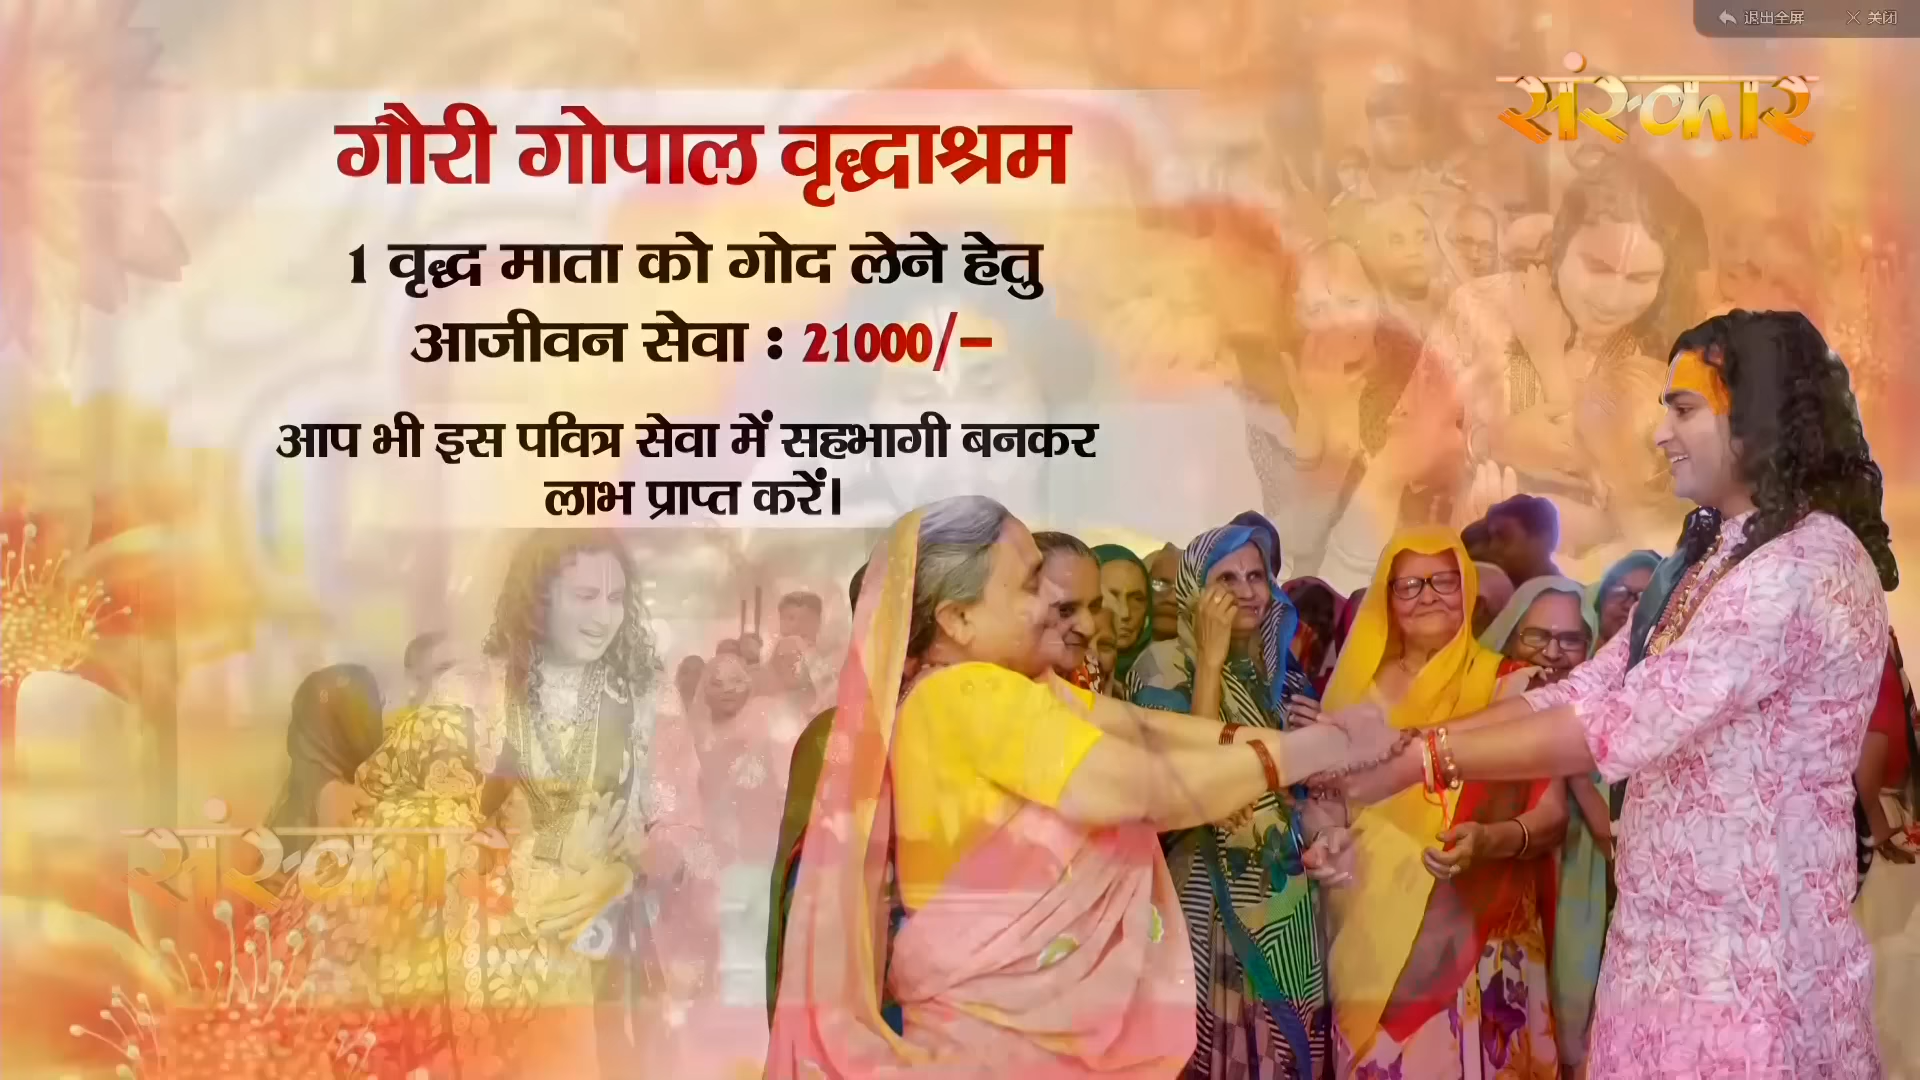 退出全屏 关闭
संस्कार
गौरी गोपाल वृद्धाश्रम
1 वृद्ध माता को गोद लेने हेतु
आजीवन सेवा : 21000/-
आप भी इस पवित्र सेवा में सहभागी बनकर
लाभ प्राप्त करें।
संस्कार